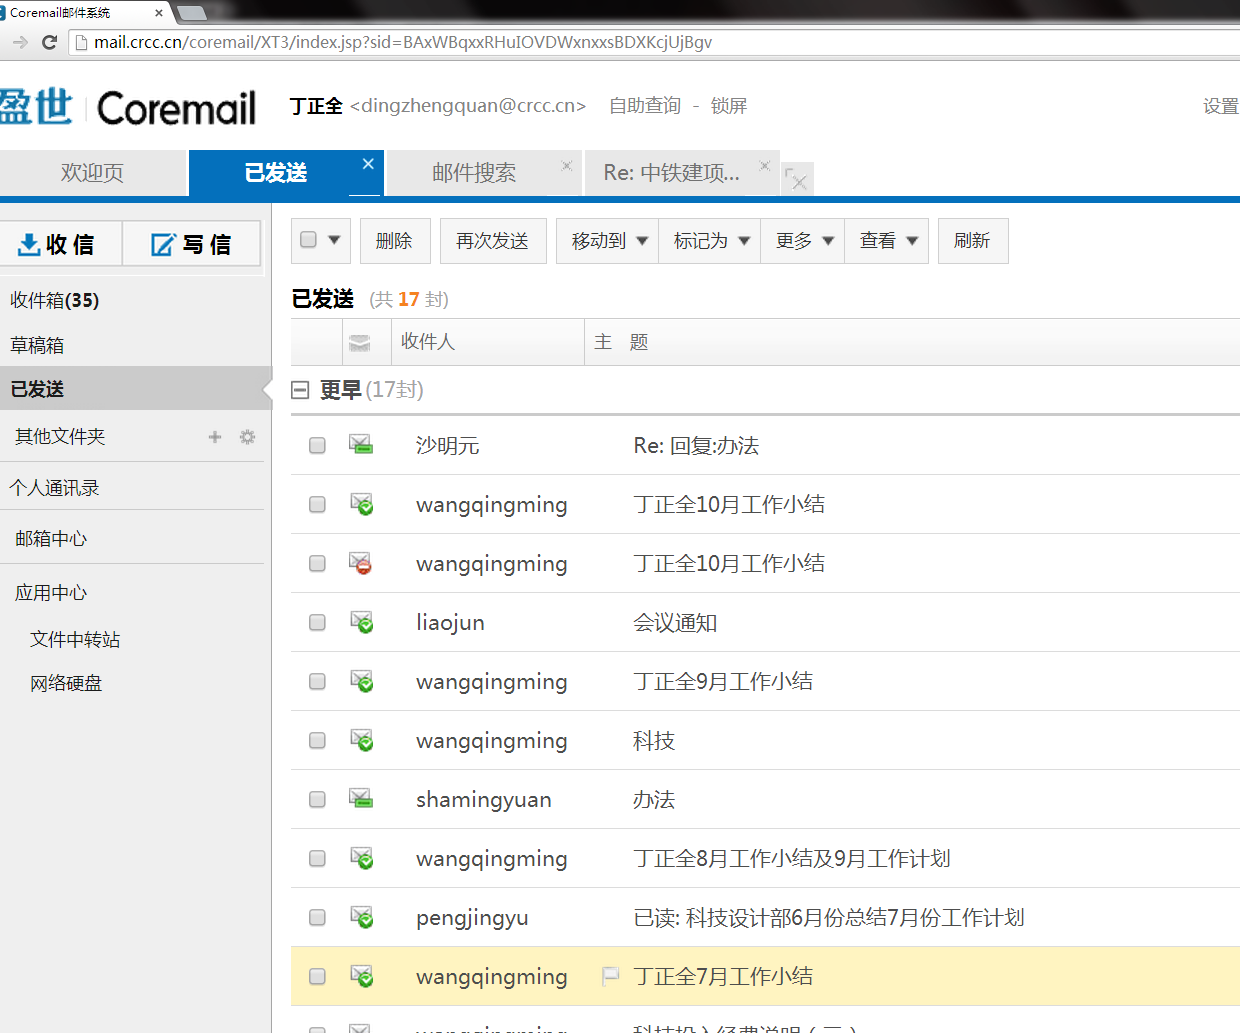 Coremail邮件系统
mail.crcc.cn/coremail/XT3/index.jsp?sid=BAxWBqxxRHuIOVDWxnxxsBDXKcjUjBgv
盈世 Coremail 丁正全 <dingzhengquan@crcc.cn> 自助查询 - 锁屏 设置
欢迎页 已发送 邮件搜索 Re: 中铁建项...
收信 写信 删除 再次发送 移动到 标记为 更多 查看 刷新
收件箱(35)
草稿箱
已发送
其他文件夹
个人通讯录
邮箱中心
应用中心
文件中转站
网络硬盘
已发送 (共 17 封)
收件人 主 题
更早 (17封)
沙明元 Re: 回复:办法
wangqingming 丁正全10月工作小结
wangqingming 丁正全10月工作小结
liaojun 会议通知
wangqingming 丁正全9月工作小结
wangqingming 科技
shamingyuan 办法
wangqingming 丁正全8月工作小结及9月工作计划
pengjingyu 已读: 科技设计部6月份总结7月份工作计划
wangqingming 丁正全7月工作小结